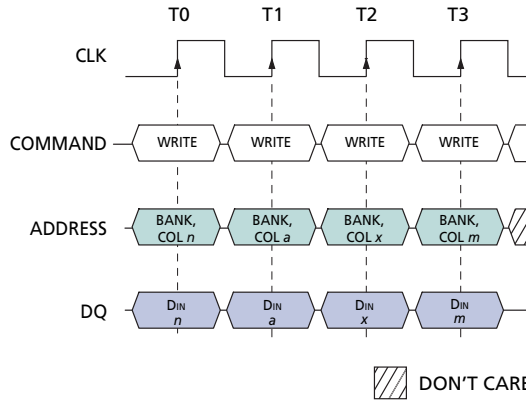 T0 T1 T2 T3
CLK
COMMAND WRITE WRITE WRITE WRITE
ADDRESS BANK, COL n BANK, COL a BANK, COL x BANK, COL m
DQ DIN n DIN a DIN x DIN m
DON'T CARE